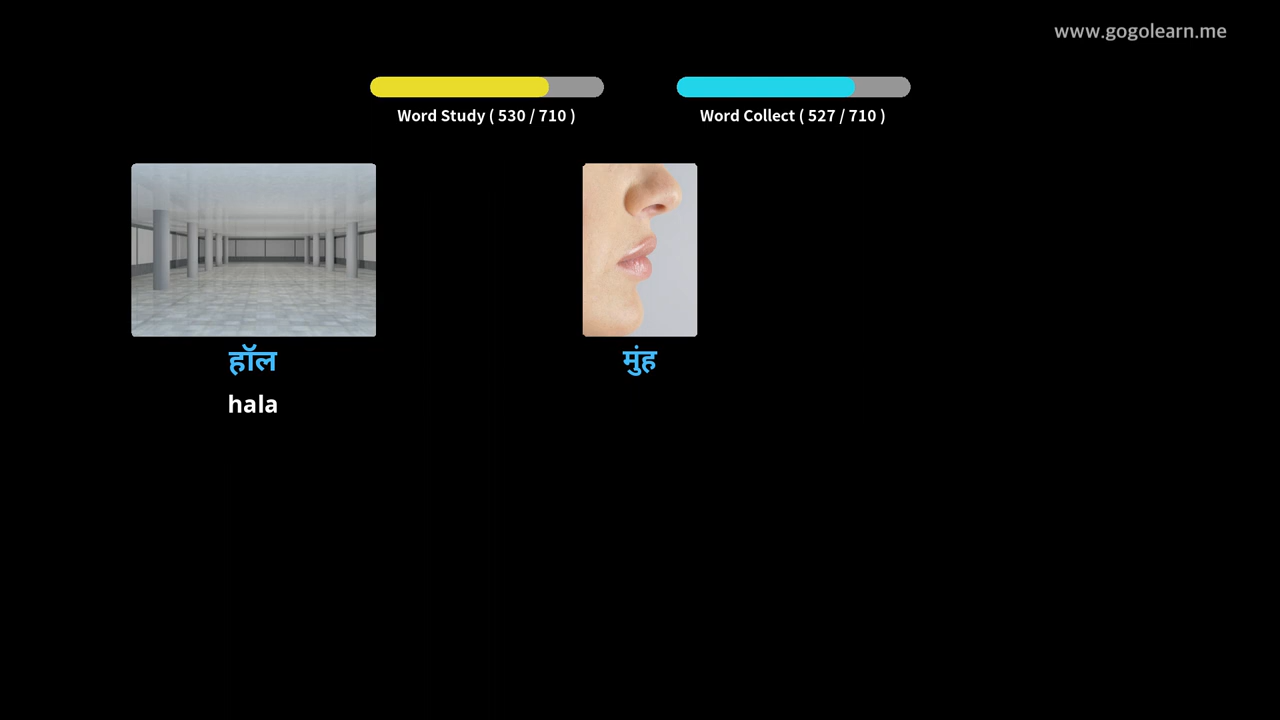 www.gogolearn.me
Word Study ( 530 / 710 )
Word Collect ( 527 / 710 )
हॉल
hala
मुंह